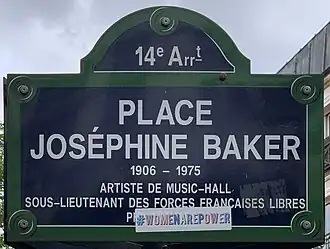 14e Arrt
PLACE
JOSÉPHINE BAKER
1906 – 1975
ARTISTE DE MUSIC-HALL
SOUS-LIEUTENANT DES FORCES FRANÇAISES LIBRES
#WOMENAREPOWER